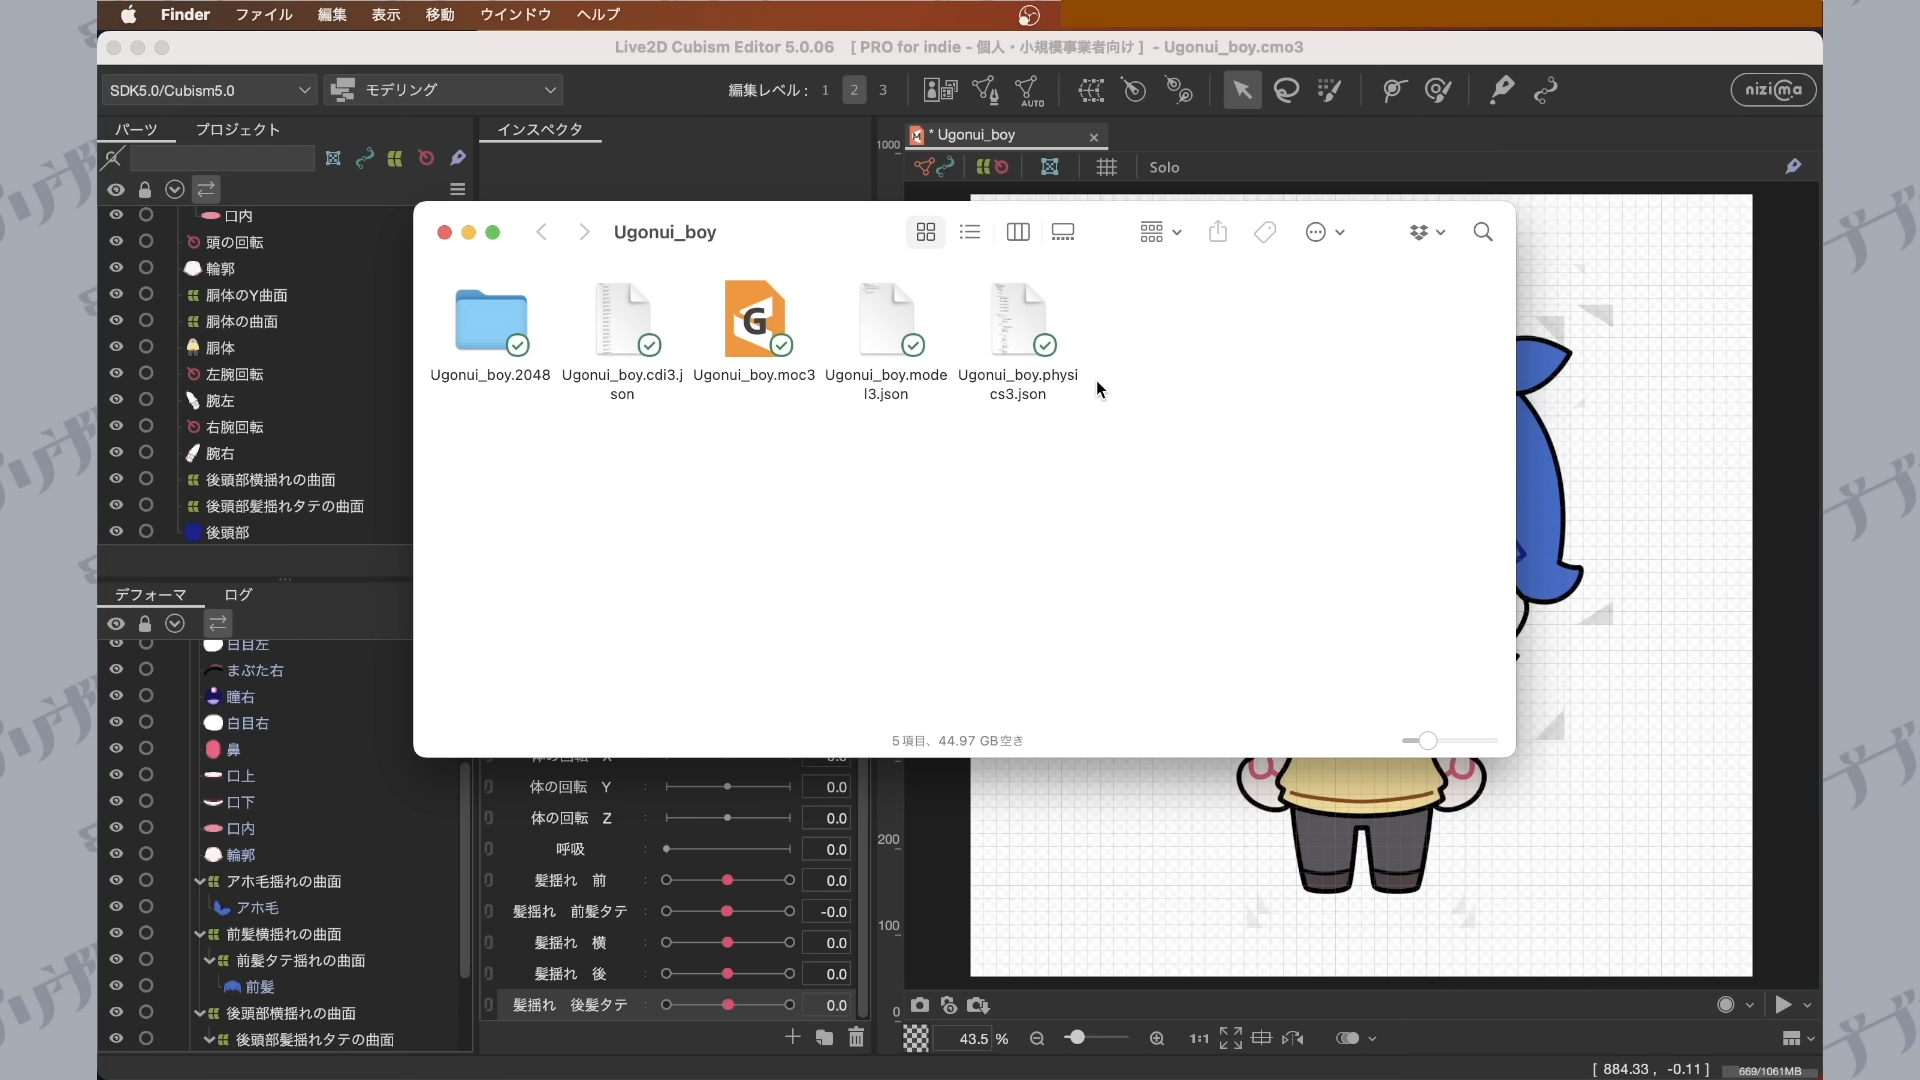 Finder ファイル 編集 表示 移動 ウインドウ ヘルプ
Live2D Cubism Editor 5.0.06 [ PRO for indie - 個人・小規模事業者向け ] - Ugonui_boy.cmo3
SDK5.0/Cubism5.0 モデリング 編集レベル : 1 2 3 AUTO nizima
パーツ プロジェクト
インスペクタ
* Ugonui_boy
Solo
1000
口内
頭の回転
輪郭
胴体のY曲面
胴体の曲面
胴体
左腕回転
腕左
右腕回転
腕右
後頭部横揺れの曲面
後頭部髪揺れタテの曲面
後頭部
Ugonui_boy
Ugonui_boy.2048
Ugonui_boy.cdi3.j
son
G
Ugonui_boy.moc3
Ugonui_boy.mode
l3.json
Ugonui_boy.physi
cs3.json
5項目、44.97 GB空き
デフォーマ ログ
白目左
まぶた右
瞳右
白目右
鼻
口上
口下
口内
輪郭
アホ毛揺れの曲面
アホ毛
前髪横揺れの曲面
前髪タテ揺れの曲面
前髪
後頭部横揺れの曲面
後頭部髪揺れタテの曲面
体の回転 X
体の回転 Y : 0.0
体の回転 Z : 0.0
呼吸 : 0.0
髪揺れ 前 : 0.0
髪揺れ 前髪タテ : -0.0
髪揺れ 横 : 0.0
髪揺れ 後 : 0.0
髪揺れ 後髪タテ : 0.0
200
100
0
43.5 % 1:1
[ 884.33 , -0.11 ] 669/1061MB